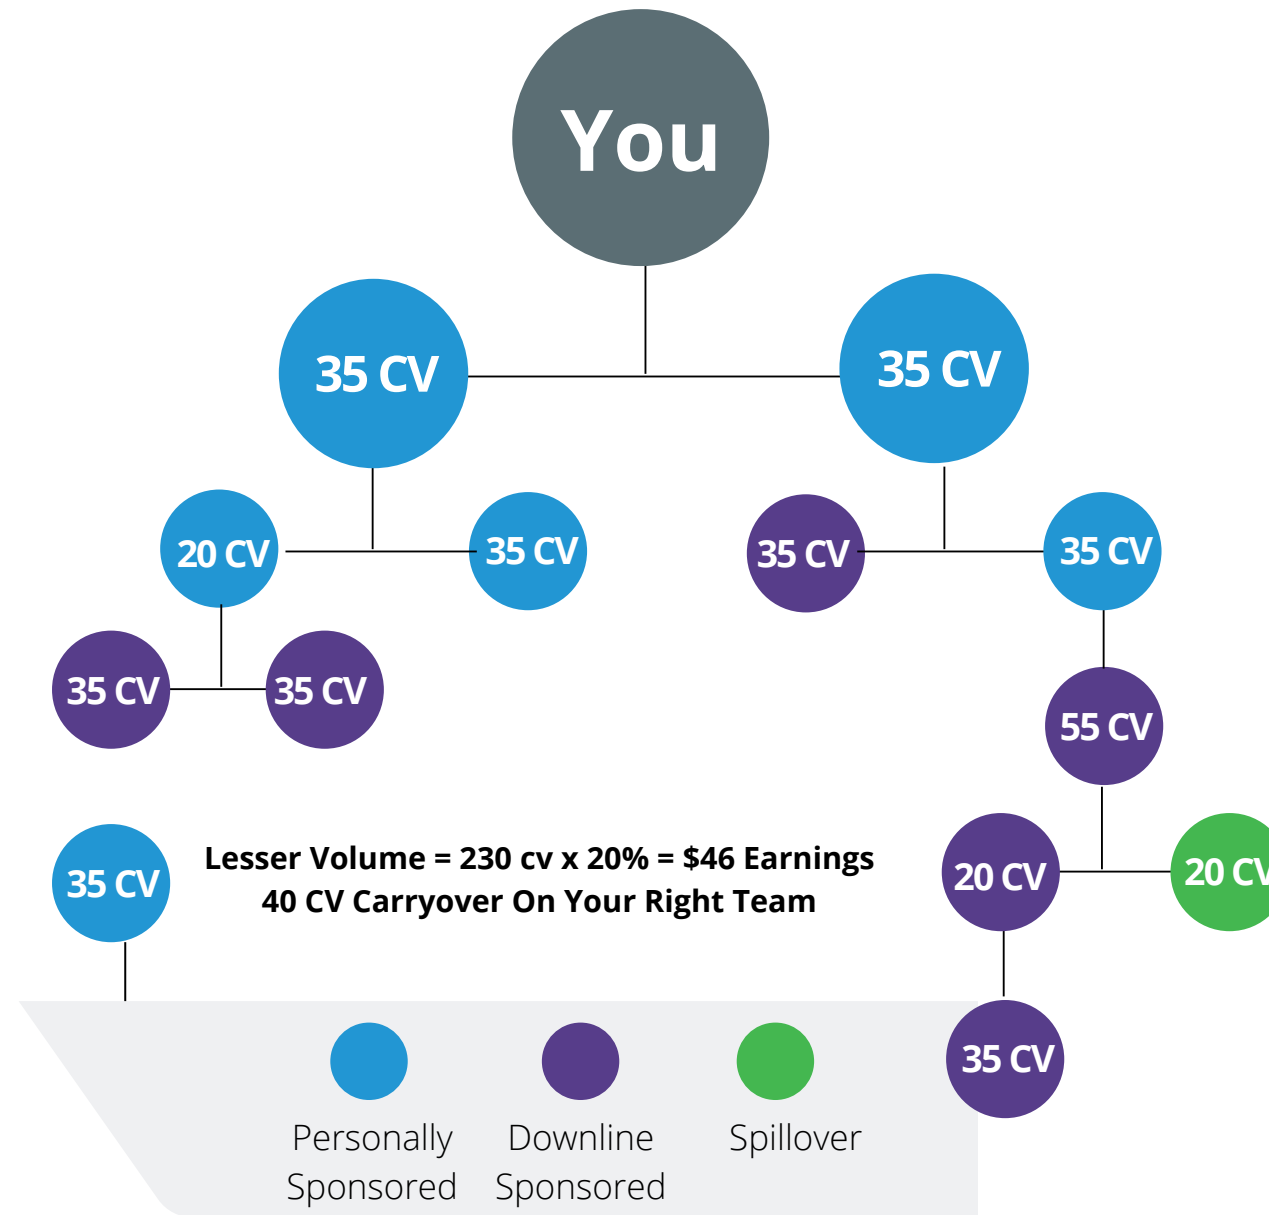 You
35 CV
35 CV
20 CV
35 CV
35 CV
35 CV
35 CV
35 CV
55 CV
35 CV
Lesser Volume = 230 cv x 20% = $46 Earnings
40 CV Carryover On Your Right Team
20 CV
20 CV
35 CV
Personally
Sponsored
Downline
Sponsored
Spillover